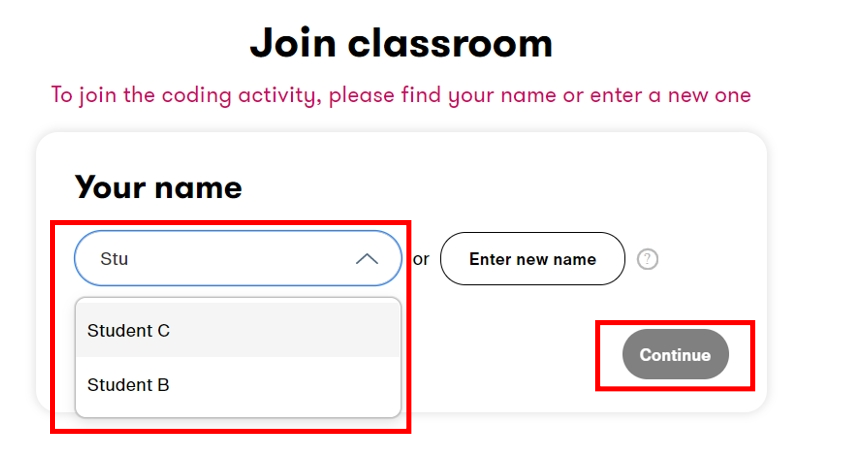 Join classroom
To join the coding activity, please find your name or enter a new one
Your name
Stu or Enter new name ?
Student C
Continue
Student B